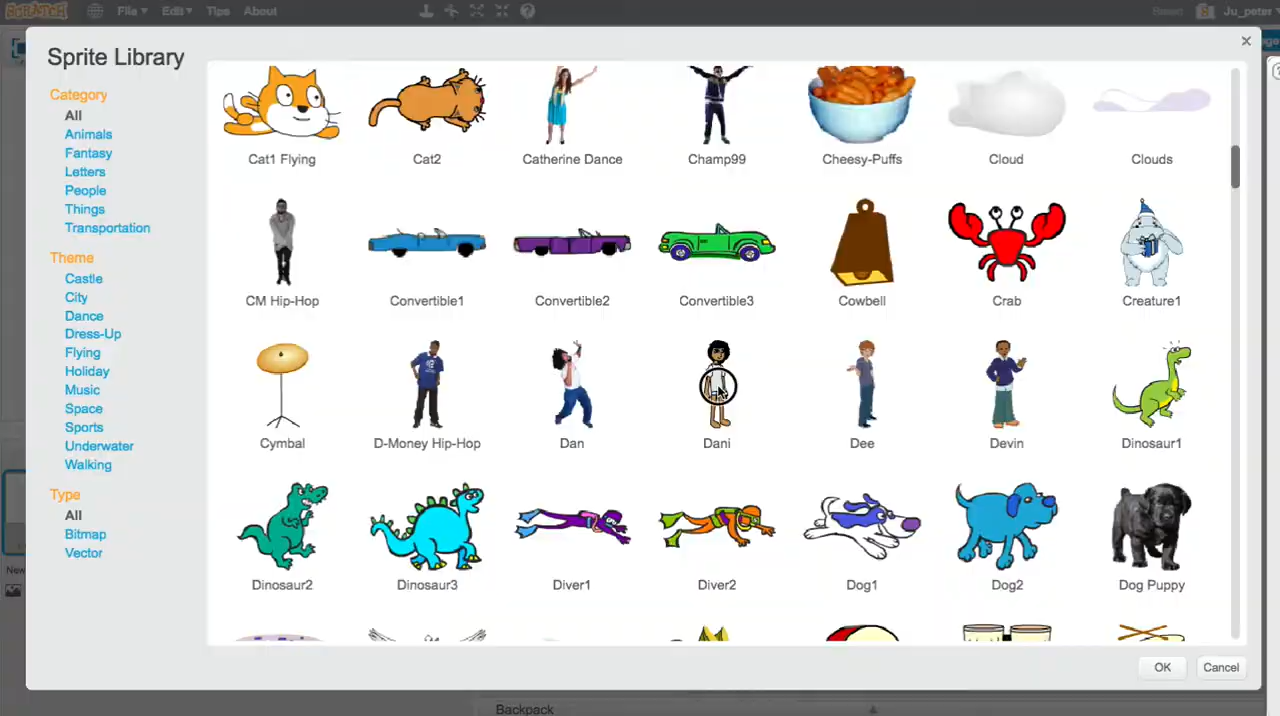 SCRATCH File Edit Tips About Ju_peter
Sprite Library
Category
All
Animals
Fantasy
Letters
People
Things
Transportation
Theme
Castle
City
Dance
Dress-Up
Flying
Holiday
Music
Space
Sports
Underwater
Walking
Type
All
Bitmap
Vector
Cat1 Flying Cat2 Catherine Dance Champ99 Cheesy-Puffs Cloud Clouds
CM Hip-Hop Convertible1 Convertible2 Convertible3 Cowbell Crab Creature1
Cymbal D-Money Hip-Hop Dan Dani Dee Devin Dinosaur1
Dinosaur2 Dinosaur3 Diver1 Diver2 Dog1 Dog2 Dog Puppy
New
OK Cancel
Backpack